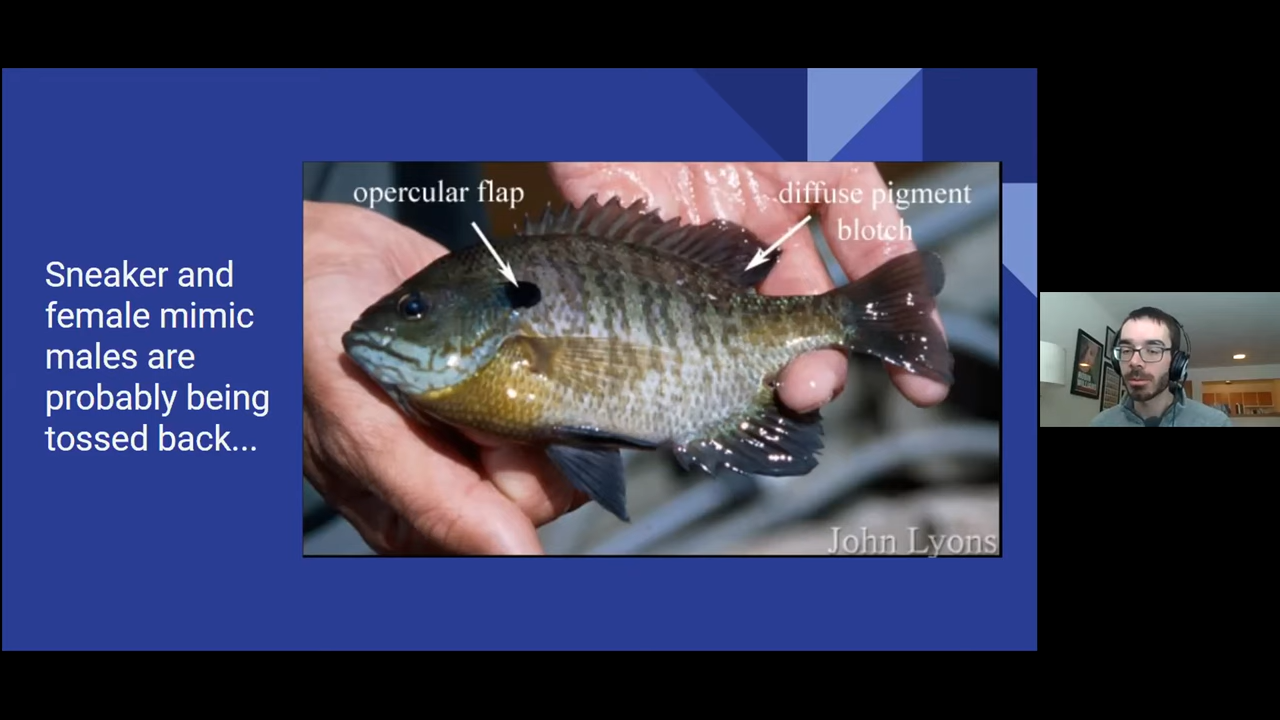 Sneaker and
female mimic
males are
probably being
tossed back...
opercular flap
diffuse pigment
blotch
John Lyons